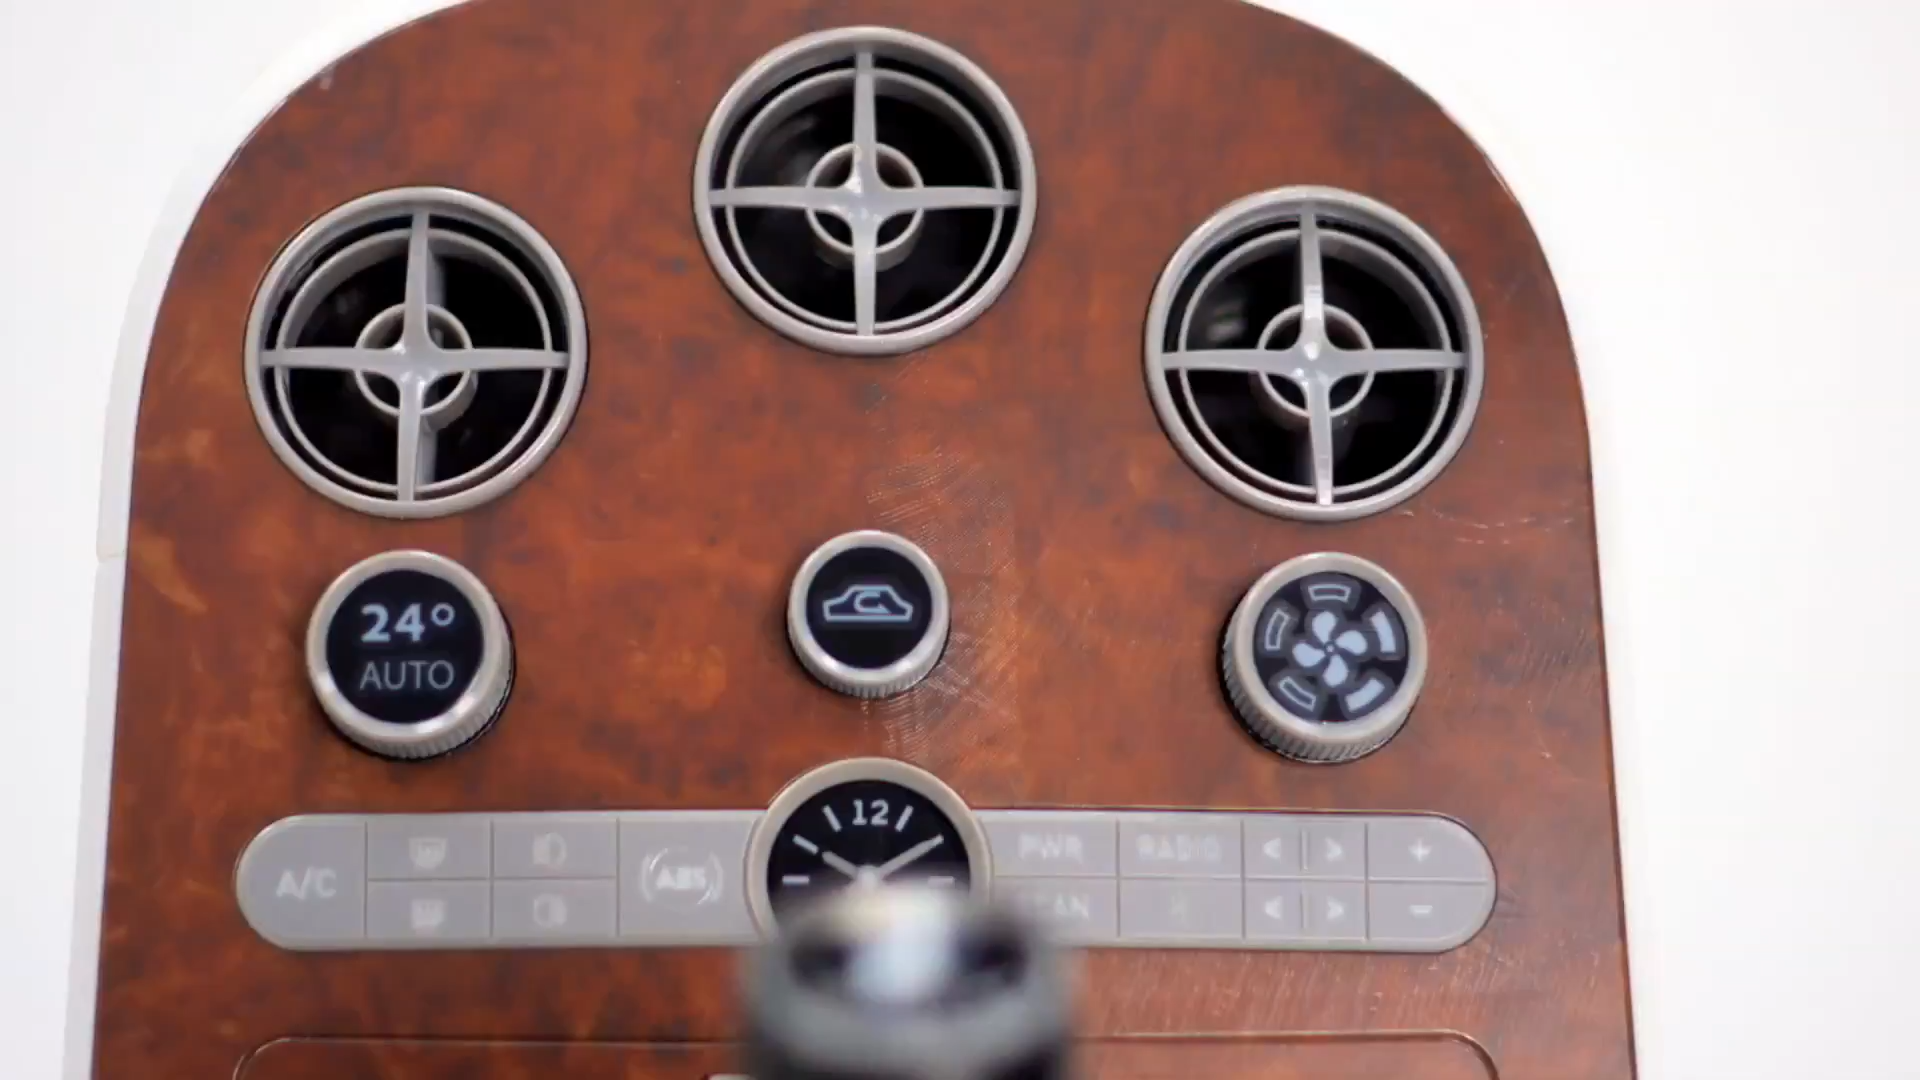 24°
AUTO
12
A/C
ABS
PWR
RADIO
< >
+
< >
-